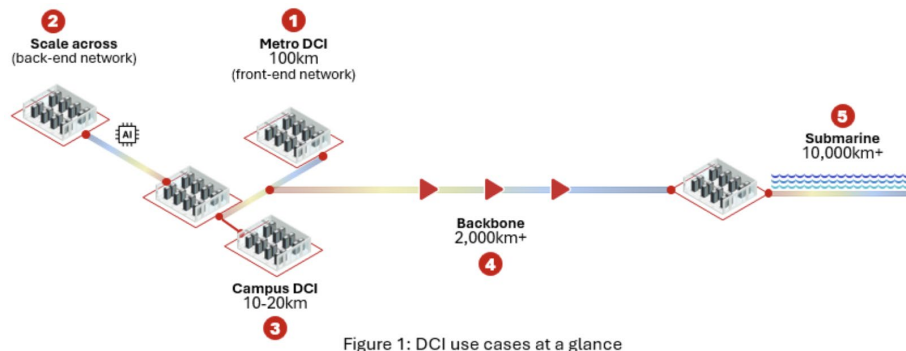 2
Scale across
(back-end network)
1
Metro DCI
100km
(front-end network)
AI
5
Submarine
10,000km+
Backbone
2,000km+
4
Campus DCI
10-20km
3
Figure 1: DCI use cases at a glance